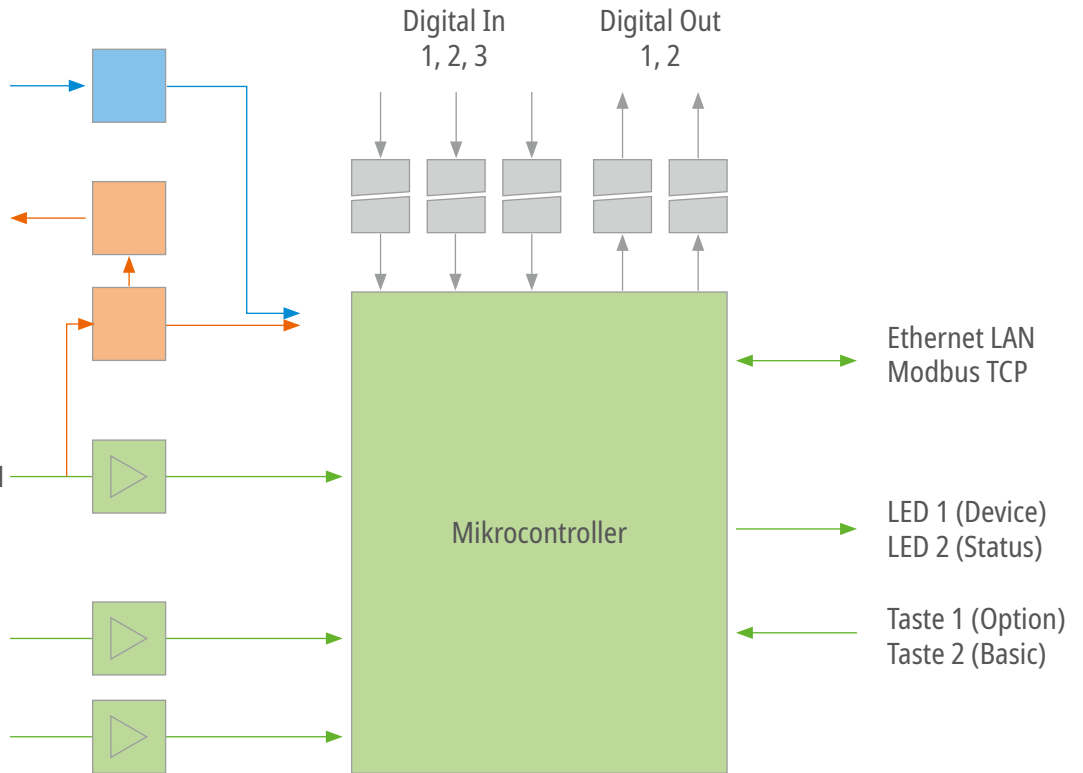 Digital In
1, 2, 3
Digital Out
1, 2
Ethernet LAN
Modbus TCP
Mikrocontroller
LED 1 (Device)
LED 2 (Status)
Taste 1 (Option)
Taste 2 (Basic)